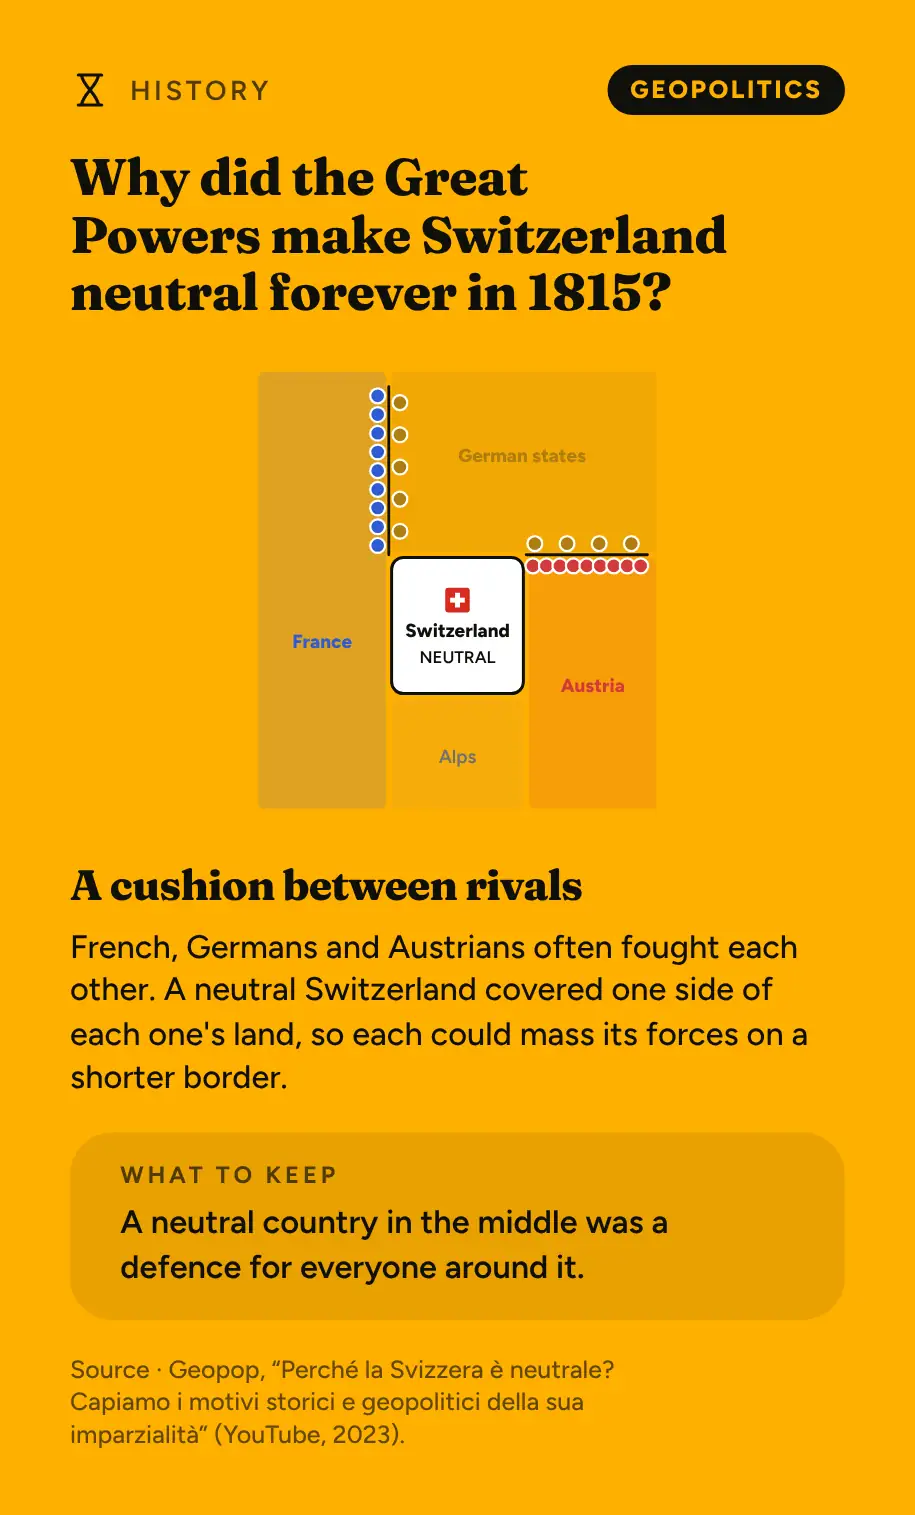 HISTORY
GEOPOLITICS
Why did the Great
Powers make Switzerland
neutral forever in 1815?
German states
France
Switzerland
NEUTRAL
Austria
Alps
A cushion between rivals
French, Germans and Austrians often fought each
other. A neutral Switzerland covered one side of
each one's land, so each could mass its forces on a
shorter border.
WHAT TO KEEP
A neutral country in the middle was a
defence for everyone around it.
Source · Geopop, “Perché la Svizzera è neutrale?
Capiamo i motivi storici e geopolitici della sua
imparzialità” (YouTube, 2023).